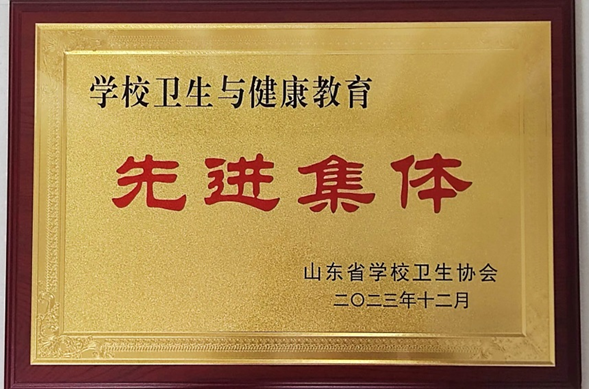 学校卫生与健康教育
先进集体
山东省学校卫生协会
二〇二三年十二月